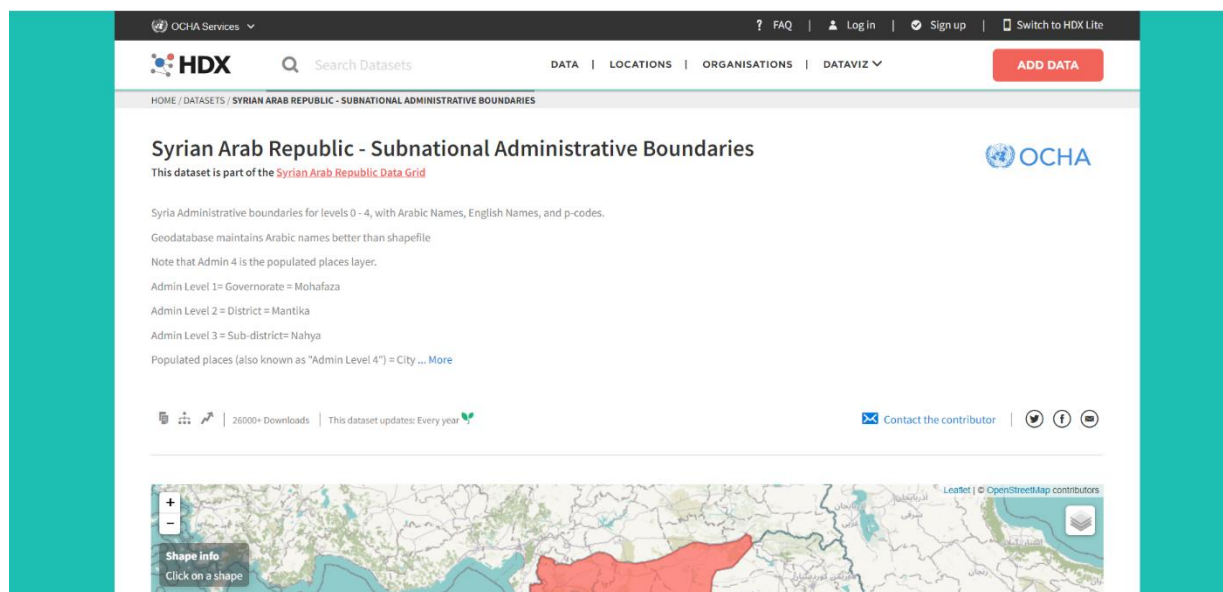 OCHA Services
? FAQ | Log in | Sign up | Switch to HDX Lite
HDX
Search Datasets
DATA | LOCATIONS | ORGANISATIONS | DATAVIZ
ADD DATA
HOME / DATASETS / SYRIAN ARAB REPUBLIC - SUBNATIONAL ADMINISTRATIVE BOUNDARIES
Syrian Arab Republic - Subnational Administrative Boundaries
OCHA
This dataset is part of the Syrian Arab Republic Data Grid
Syria Administrative boundaries for levels 0 - 4, with Arabic Names, English Names, and p-codes.
Geodatabase maintains Arabic names better than shapefile
Note that Admin 4 is the populated places layer.
Admin Level 1= Governorate = Mohafaza
Admin Level 2 = District = Mantika
Admin Level 3 = Sub-district= Nahya
Populated places (also known as "Admin Level 4") = City ... More
26000+ Downloads | This dataset updates: Every year
Contact the contributor |
+
Leaflet | © OpenStreetMap contributors
−
Shape info
Click on a shape